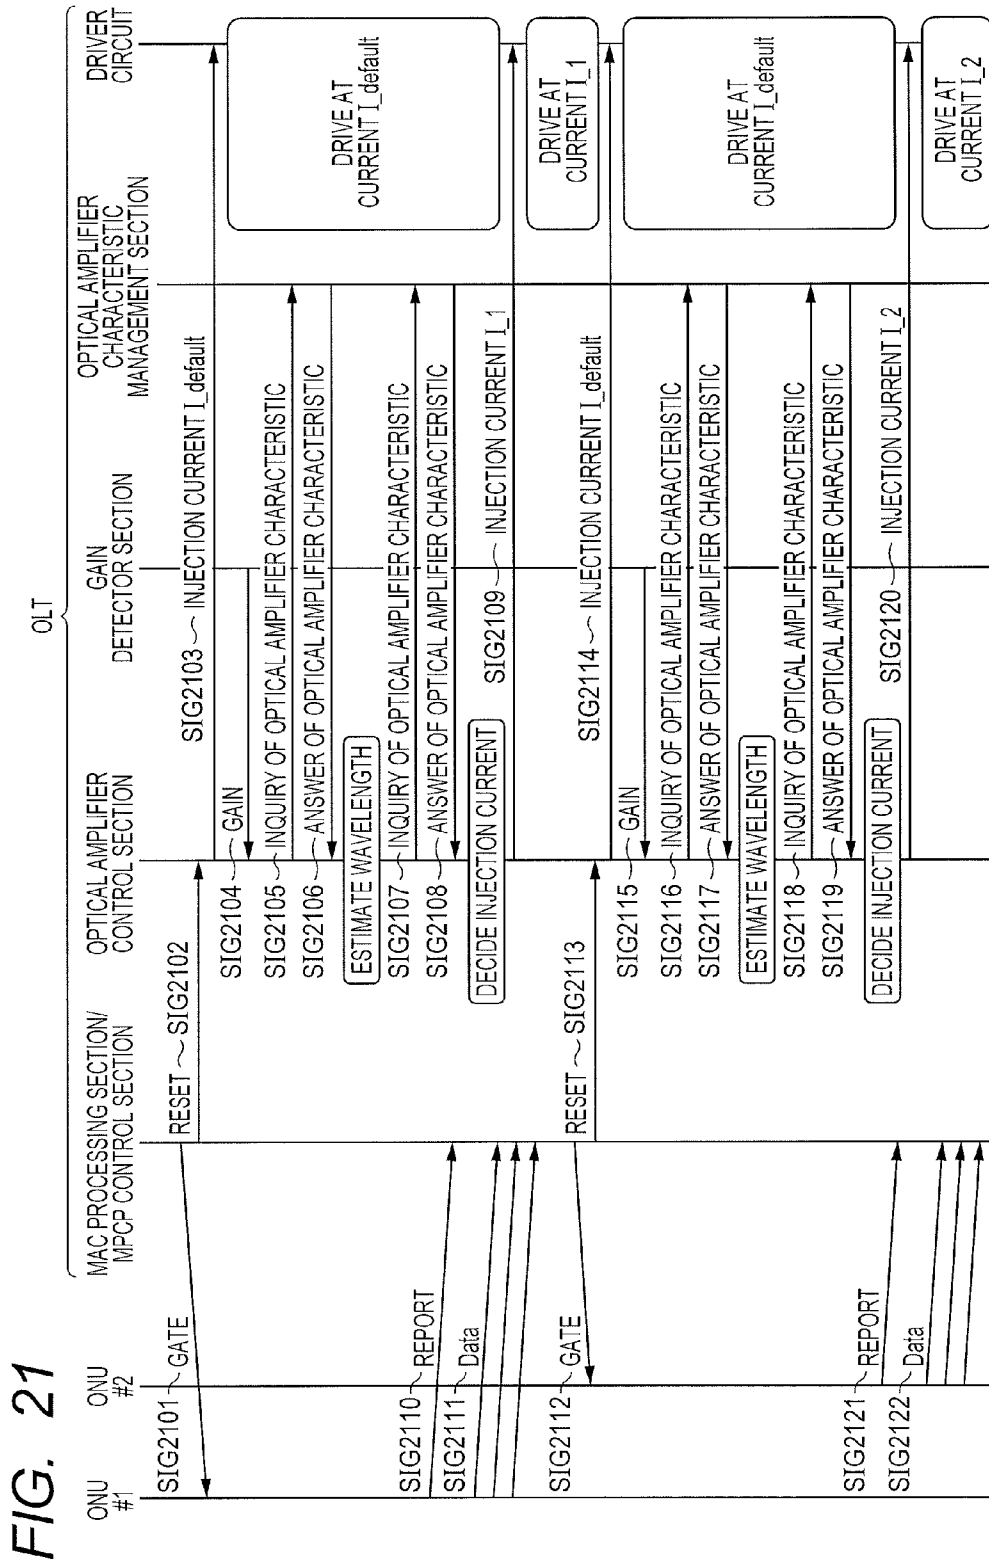 FIG. 21
OLT
ONU
#1
ONU
#2
MAC PROCESSING SECTION/
MPCP CONTROL SECTION
OPTICAL AMPLIFIER
CONTROL SECTION
GAIN
DETECTOR SECTION
OPTICAL AMPLIFIER
CHARACTERISTIC
MANAGEMENT SECTION
DRIVER
CIRCUIT
SIG2101 GATE
RESET SIG2102
SIG2103 INJECTION CURRENT I_default
DRIVE AT
CURRENT I_default
SIG2104 GAIN
SIG2105 INQUIRY OF OPTICAL AMPLIFIER CHARACTERISTIC
SIG2106 ANSWER OF OPTICAL AMPLIFIER CHARACTERISTIC
ESTIMATE WAVELENGTH
SIG2107 INQUIRY OF OPTICAL AMPLIFIER CHARACTERISTIC
SIG2108 ANSWER OF OPTICAL AMPLIFIER CHARACTERISTIC
DECIDE INJECTION CURRENT
SIG2109 INJECTION CURRENT I_1
DRIVE AT
CURRENT I_1
SIG2110 REPORT
SIG2111 Data
SIG2112 GATE
RESET SIG2113
SIG2114 INJECTION CURRENT I_default
DRIVE AT
CURRENT I_default
SIG2115 GAIN
SIG2116 INQUIRY OF OPTICAL AMPLIFIER CHARACTERISTIC
SIG2117 ANSWER OF OPTICAL AMPLIFIER CHARACTERISTIC
ESTIMATE WAVELENGTH
SIG2118 INQUIRY OF OPTICAL AMPLIFIER CHARACTERISTIC
SIG2119 ANSWER OF OPTICAL AMPLIFIER CHARACTERISTIC
DECIDE INJECTION CURRENT
SIG2120 INJECTION CURRENT I_2
DRIVE AT
CURRENT I_2
SIG2121 REPORT
SIG2122 Data